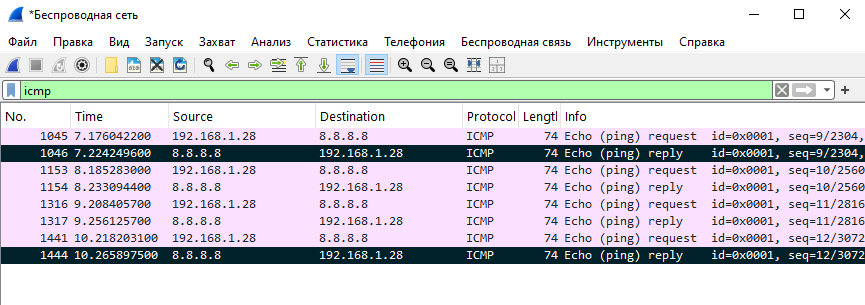 *Беспроводная сеть
Файл Правка Вид Запуск Захват Анализ Статистика Телефония Беспроводная связь Инструменты Справка
icmp
No. Time Source Destination Protocol Lengtl Info
1045 7.176042200 192.168.1.28 8.8.8.8 ICMP 74 Echo (ping) request id=0x0001, seq=9/2304,
1046 7.224249600 8.8.8.8 192.168.1.28 ICMP 74 Echo (ping) reply id=0x0001, seq=9/2304,
1153 8.185283000 192.168.1.28 8.8.8.8 ICMP 74 Echo (ping) request id=0x0001, seq=10/2560
1154 8.233094400 8.8.8.8 192.168.1.28 ICMP 74 Echo (ping) reply id=0x0001, seq=10/2560
1316 9.208405700 192.168.1.28 8.8.8.8 ICMP 74 Echo (ping) request id=0x0001, seq=11/2816
1317 9.256125700 8.8.8.8 192.168.1.28 ICMP 74 Echo (ping) reply id=0x0001, seq=11/2816
1441 10.218203100 192.168.1.28 8.8.8.8 ICMP 74 Echo (ping) request id=0x0001, seq=12/3072
1444 10.265897500 8.8.8.8 192.168.1.28 ICMP 74 Echo (ping) reply id=0x0001, seq=12/3072